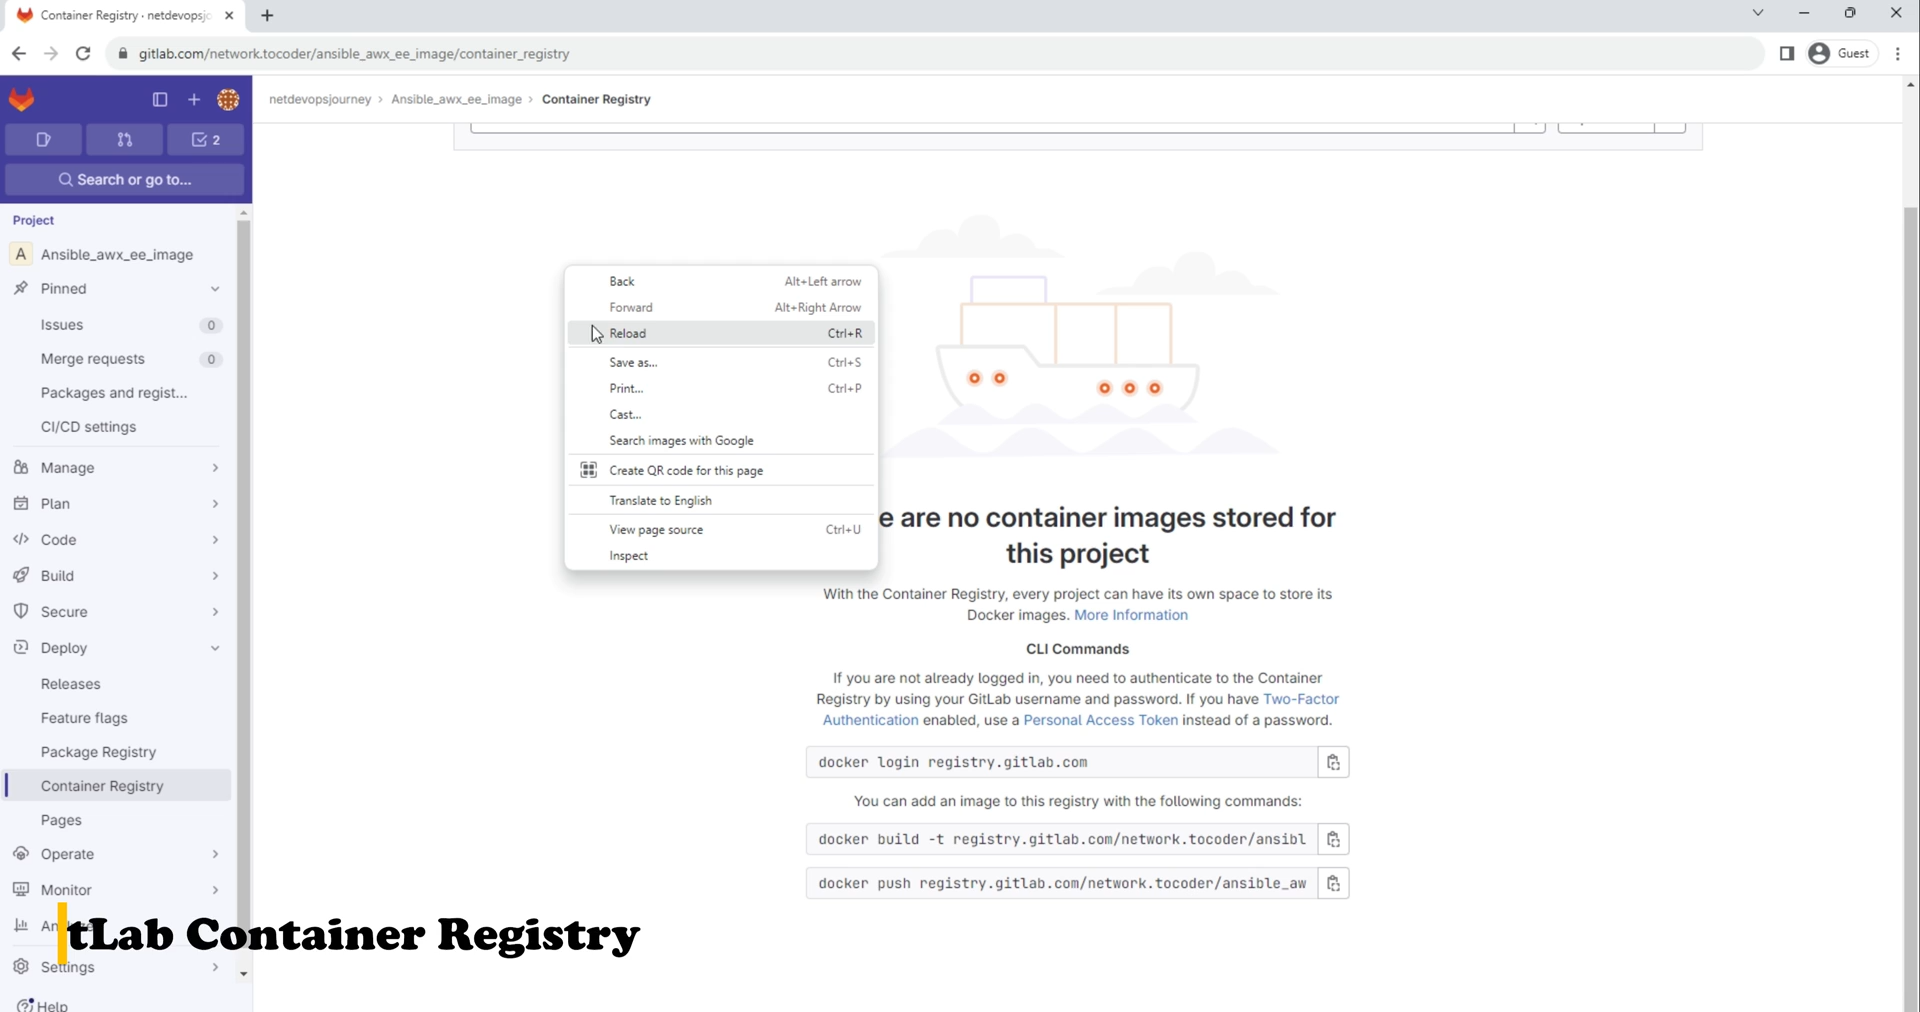 Container Registry · netdevopsjo
gitlab.com/network.tocoder/ansible_awx_ee_image/container_registry
Guest
netdevopsjourney > Ansible_awx_ee_image > Container Registry
2
Search or go to...
Project
A Ansible_awx_ee_image
Pinned
Issues 0
Merge requests 0
Packages and regist...
CI/CD settings
Manage
Plan
Code
Build
Secure
Deploy
Releases
Feature flags
Package Registry
Container Registry
Pages
Operate
Monitor
Settings
Help
Back Alt+Left arrow
Forward Alt+Right Arrow
Reload Ctrl+R
Save as... Ctrl+S
Print... Ctrl+P
Cast...
Search images with Google
Create QR code for this page
Translate to English
View page source Ctrl+U
Inspect
e are no container images stored for
this project
With the Container Registry, every project can have its own space to store its
Docker images. More Information
CLI Commands
If you are not already logged in, you need to authenticate to the Container
Registry by using your GitLab username and password. If you have Two-Factor
Authentication enabled, use a Personal Access Token instead of a password.
docker login registry.gitlab.com
You can add an image to this registry with the following commands:
docker build -t registry.gitlab.com/network.tocoder/ansibl
docker push registry.gitlab.com/network.tocoder/ansible_aw
tLab Container Registry